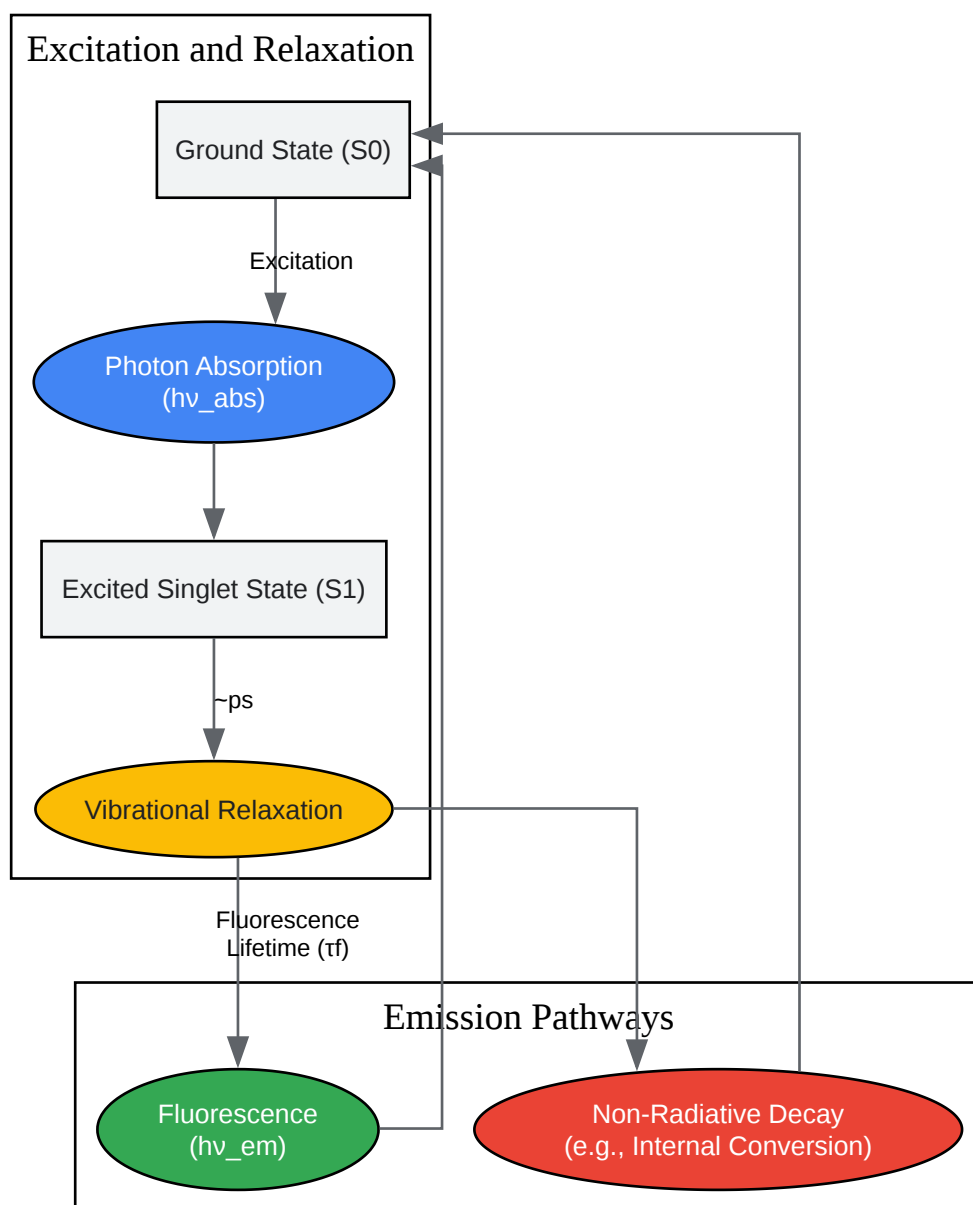 Excitation and Relaxation
Ground State (S0)
Excitation
Photon Absorption
(hν_abs)
Excited Singlet State (S1)
~ps
Vibrational Relaxation
Fluorescence
Lifetime (τf)
Emission Pathways
Fluorescence
(hν_em)
Non-Radiative Decay
(e.g., Internal Conversion)